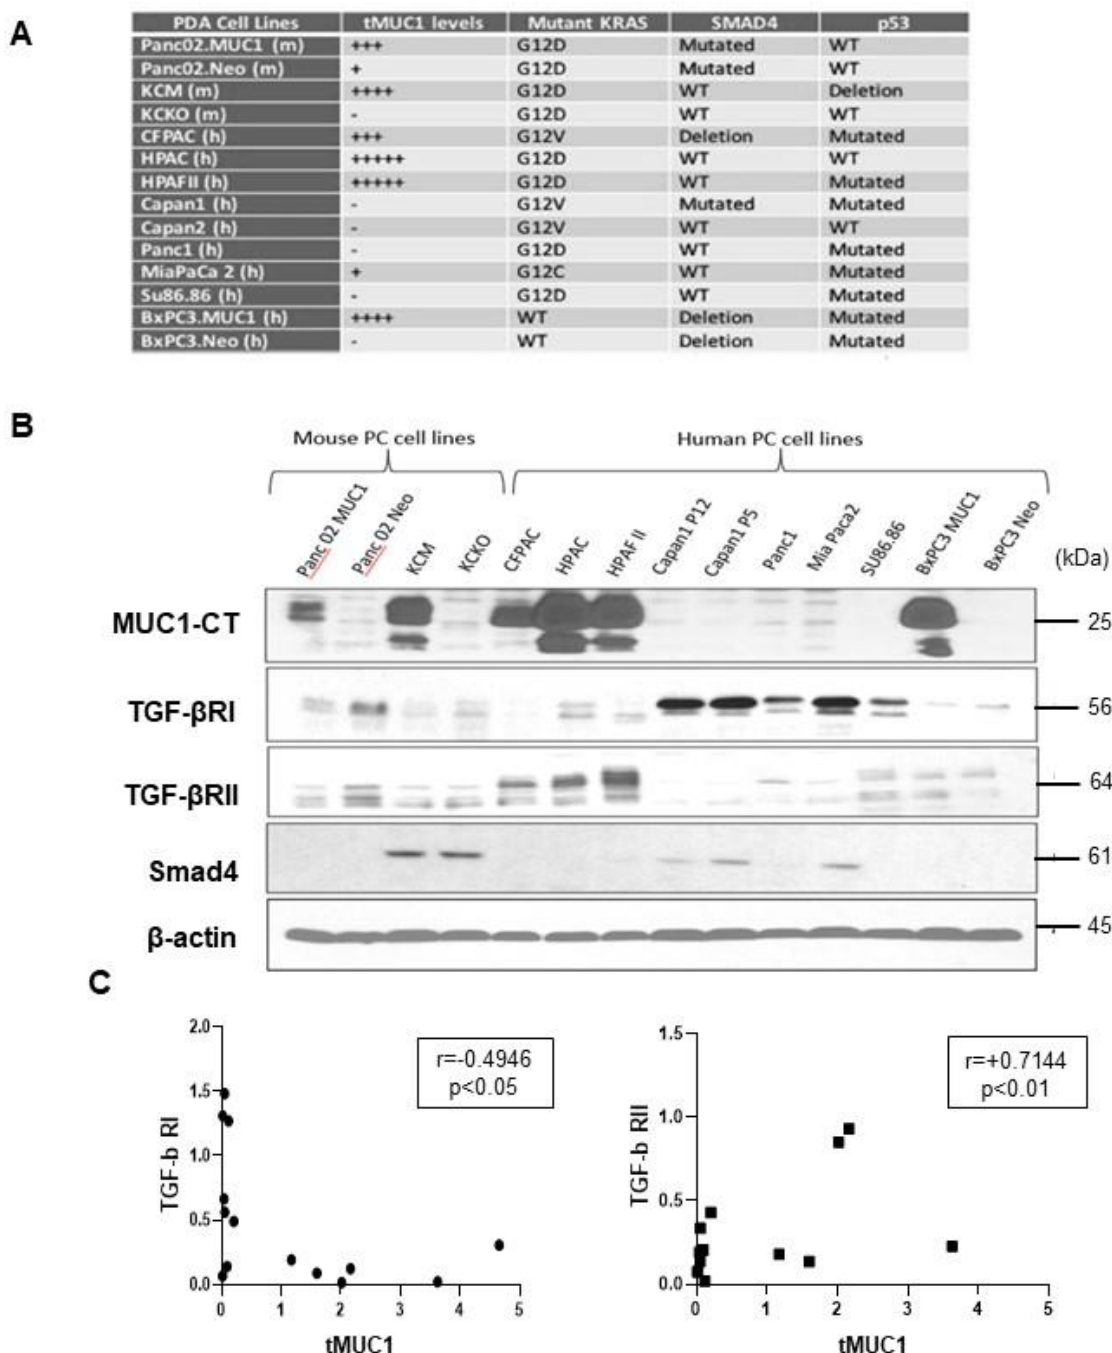 A
PDA Cell Lines tMUC1 levels Mutant KRAS SMAD4 p53
Panc02.MUC1 (m) +++ G12D Mutated WT
Panc02.Neo (m) + G12D Mutated WT
KCM (m) ++++ G12D WT Deletion
KCKO (m) - G12D WT WT
CFPAC (h) +++ G12V Deletion Mutated
HPAC (h) +++++ G12D WT WT
HPAFII (h) +++++ G12D WT Mutated
Capan1 (h) - G12V Mutated Mutated
Capan2 (h) - G12V WT WT
Panc1 (h) - G12D WT Mutated
MiaPaCa 2 (h) + G12C WT Mutated
Su86.86 (h) - G12D WT Mutated
BxPC3.MUC1 (h) ++++ WT Deletion Mutated
BxPC3.Neo (h) - WT Deletion Mutated
B
Mouse PC cell lines Human PC cell lines
Panc 02 MUC1 Panc 02 Neo KCM KCKO CFPAC HPAC HPAF II Capan1 P12 Capan1 P5 Panc1 Mia Paca2 SU86.86 BxPC3 MUC1 BxPC3 Neo (kDa)
MUC1-CT 25
TGF-βRI 56
TGF-βRII 64
Smad4 61
β-actin 45
C
2.0
1.5
1.0
0.5
0.0
TGF-b RI
r=-0.4946
p<0.05
0 1 2 3 4 5
tMUC1
1.5
1.0
0.5
0.0
TGF-b RII
r=+0.7144
p<0.01
0 1 2 3 4 5
tMUC1